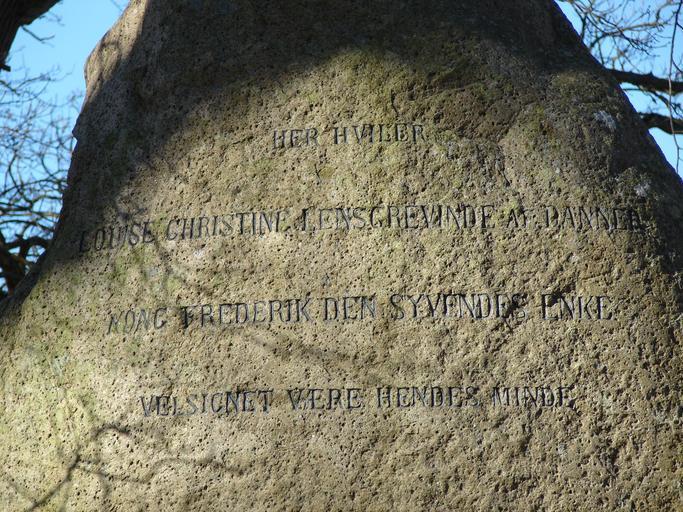 HER HVILER
LOUISE CHRISTINE LENSGREVINDE AF DANNER
KONG FREDERIK DEN SYVENDES ENKE
VELSIGNET VÆRE HENDES MINDE